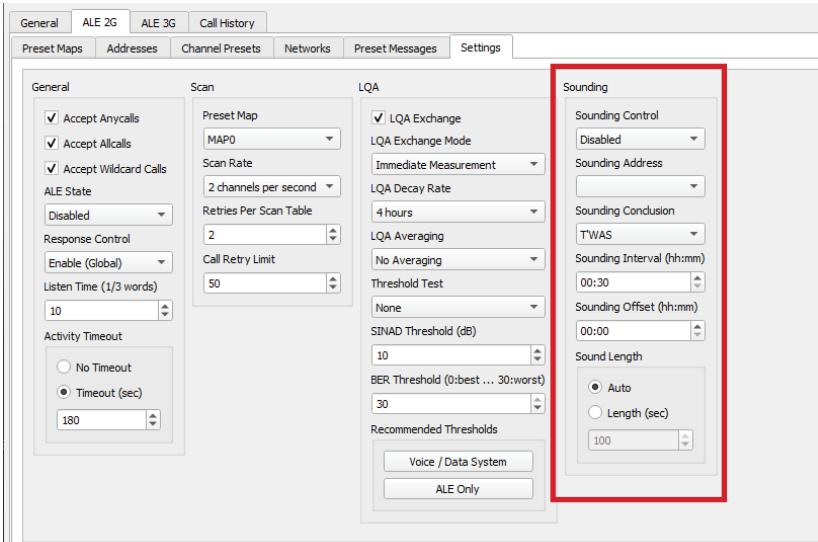 General ALE 2G ALE 3G Call History
Preset Maps Addresses Channel Presets Networks Preset Messages Settings
General
Accept Anycalls
Accept Allcalls
Accept Wildcard Calls
ALE State
Disabled
Response Control
Enable (Global)
Listen Time (1/3 words)
10
Activity Timeout
No Timeout
Timeout (sec)
180
Scan
Preset Map
MAP0
Scan Rate
2 channels per second
Retries Per Scan Table
2
Call Retry Limit
50
LQA
LQA Exchange
LQA Exchange Mode
Immediate Measurement
LQA Decay Rate
4 hours
LQA Averaging
No Averaging
Threshold Test
None
SINAD Threshold (dB)
10
BER Threshold (0:best ... 30:worst)
30
Recommended Thresholds
Voice / Data System
ALE Only
Sounding
Sounding Control
Disabled
Sounding Address
Sounding Conclusion
T'WAS
Sounding Interval (hh:mm)
00:30
Sounding Offset (hh:mm)
00:00
Sound Length
Auto
Length (sec)
100